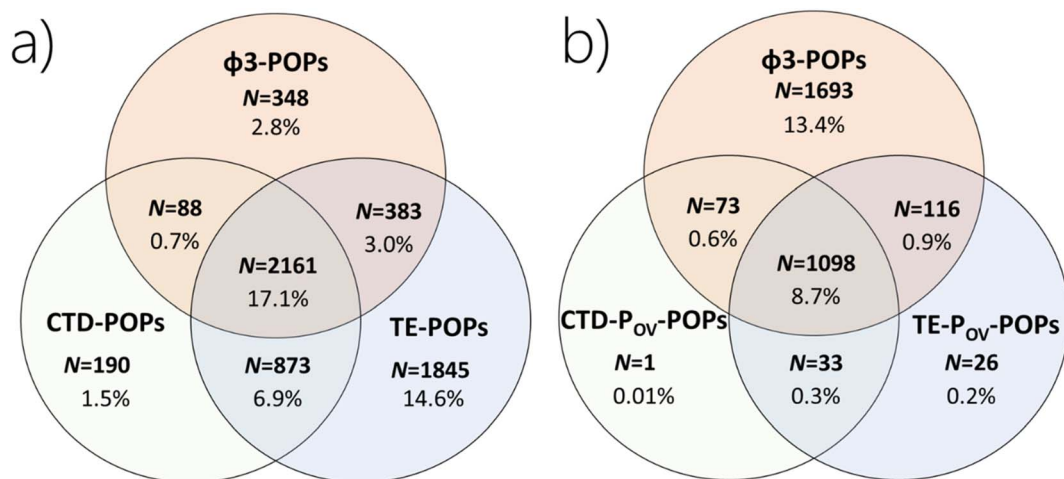 a)
ϕ3-POPs
N=348
2.8%
N=88
0.7%
N=383
3.0%
N=2161
17.1%
CTD-POPs
N=190
1.5%
TE-POPs
N=1845
14.6%
N=873
6.9%
b)
ϕ3-POPs
N=1693
13.4%
N=73
0.6%
N=116
0.9%
N=1098
8.7%
CTD-POV-POPs
N=1
0.01%
TE-POV-POPs
N=26
0.2%
N=33
0.3%